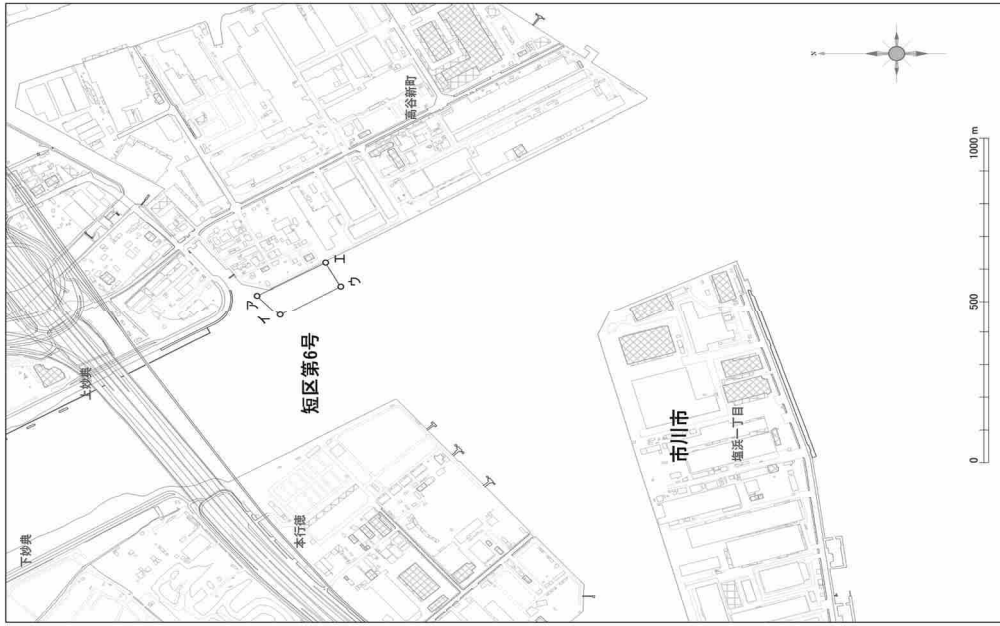 高谷新町
上妙典
下妙典
本行徳
短区第6号
ア
イ
ウ
エ
市川市
塩浜一丁目
N
0
500
1000 m